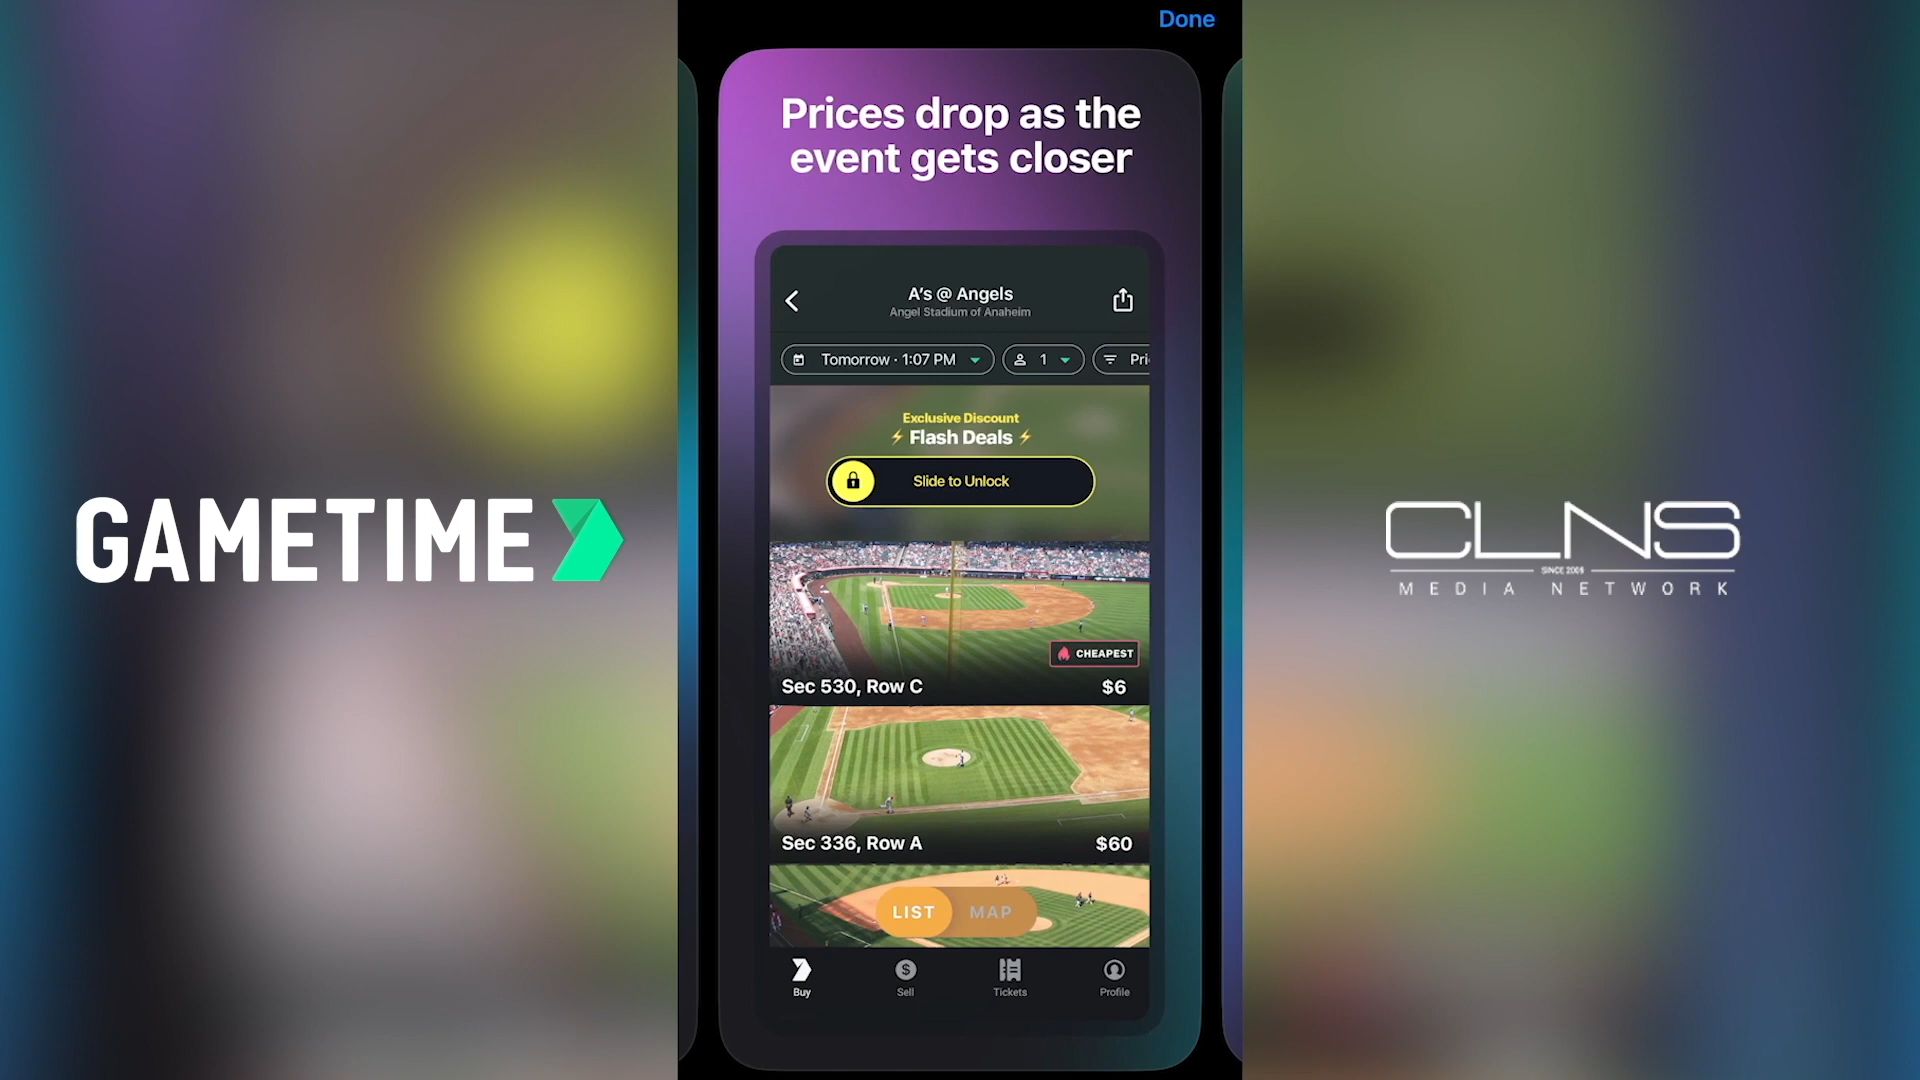 Done
Prices drop as the
event gets closer
A's @ Angels
Angel Stadium of Anaheim
Tomorrow · 1:07 PM
1
Pri
Exclusive Discount
⚡ Flash Deals ⚡
Slide to Unlock
CHEAPEST
Sec 530, Row C
$6
Sec 336, Row A
$60
LIST
MAP
Buy
Sell
Tickets
Profile
GAMETIME
CLNS
SINCE 2009
MEDIA NETWORK